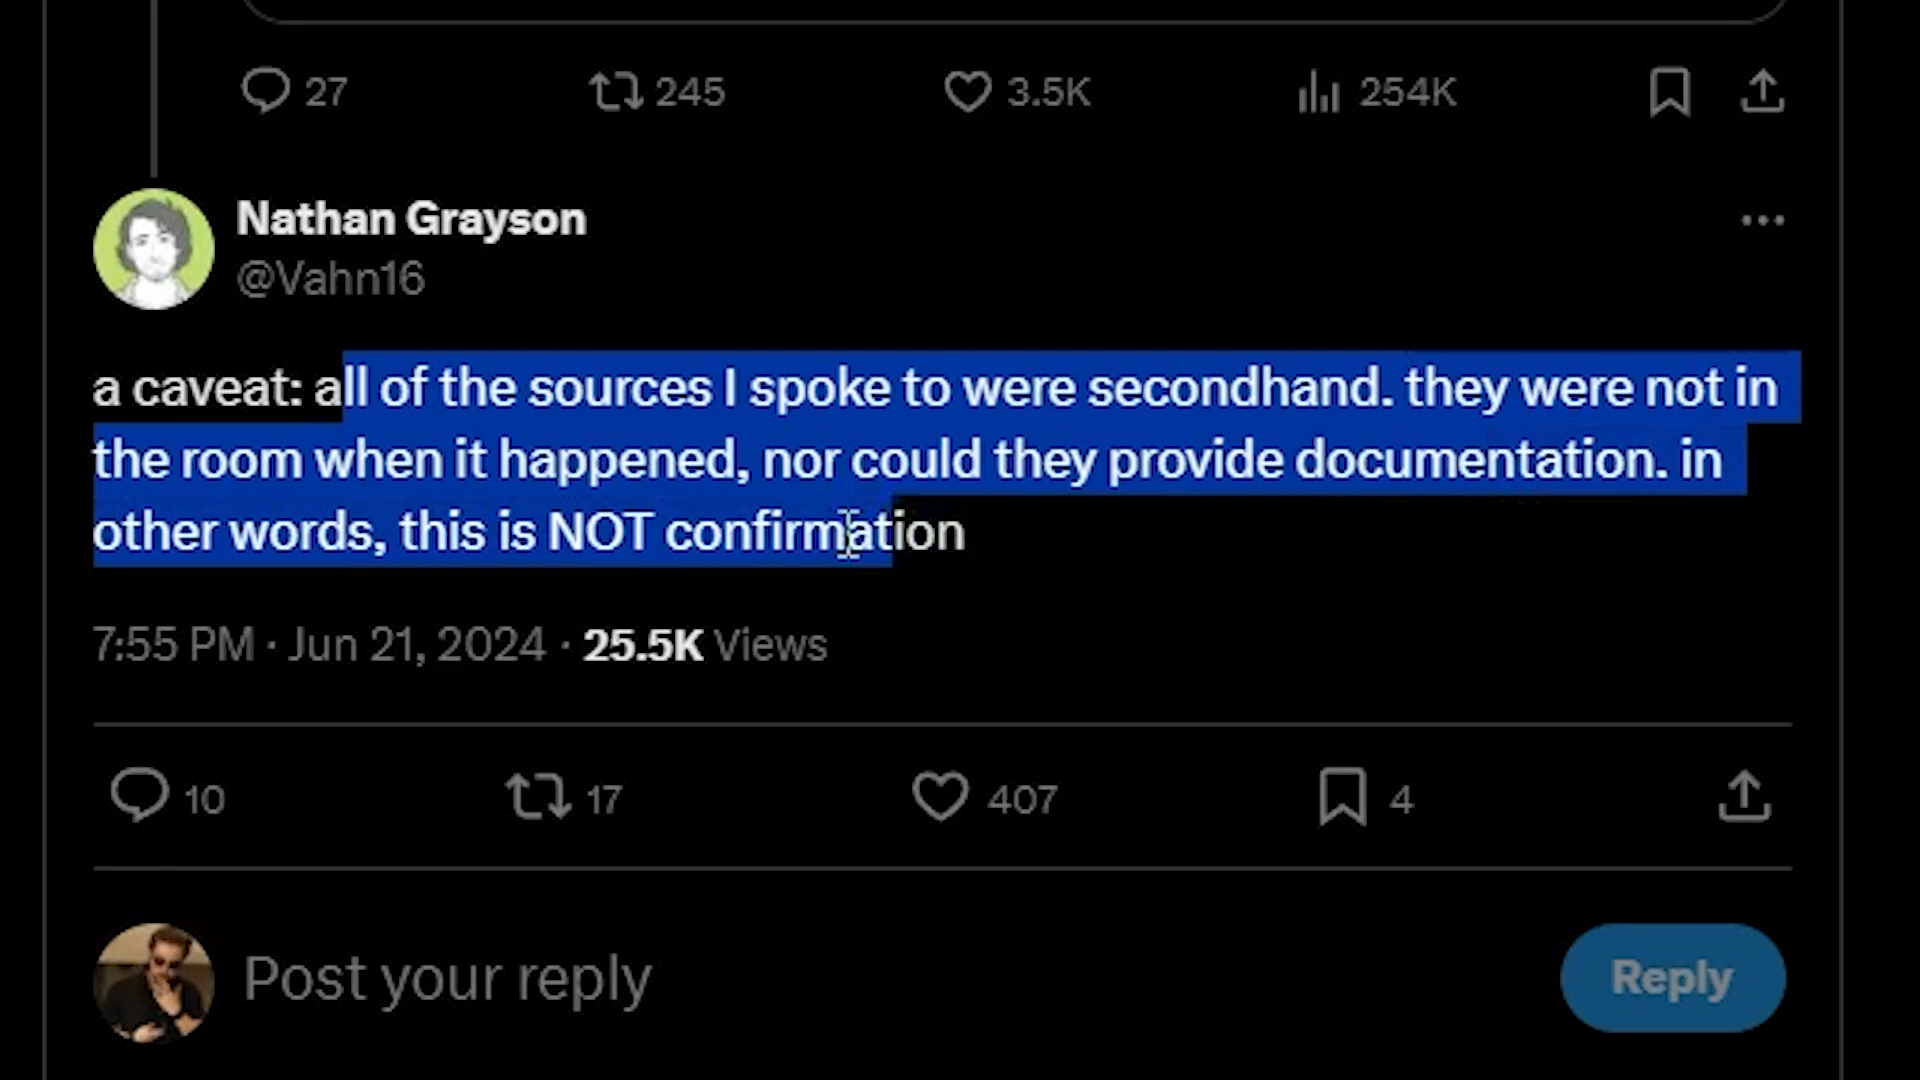 27 245 3.5K 254K
Nathan Grayson
@Vahn16
a caveat: all of the sources I spoke to were secondhand. they were not in
the room when it happened, nor could they provide documentation. in
other words, this is NOT confirmation
7:55 PM · Jun 21, 2024 · 25.5K Views
10 17 407 4
Post your reply Reply